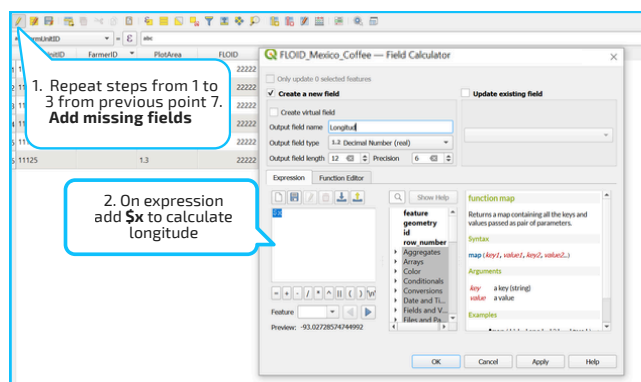 FarmerID
PlotArea
FLOID
22222
22222
22222
22222
22222
11125
1.3
22222
1. Repeat steps from 1 to
3 from previous point 7.
Add missing fields
2. On expression
add $x to calculate
longitude
FLOID_Mexico_Coffee — Field Calculator
Only update 0 selected features
Create a new field
Update existing field
Create virtual field
Output field name
Longitud
Output field type
1.2 Decimal Number (real)
Output field length
12
Precision
6
Expression
Function Editor
Show Help
$x
feature
geometry
id
row_number
Aggregates
Arrays
Color
Conditionals
Conversions
Date and Ti...
Fields and V...
Files and Pa...
= + - / * ^ || ( ) '\n'
Feature
Preview: -93.02728574744992
function map
Returns a map containing all the keys and
values passed as pair of parameters.
Syntax
map (key1, value1, key2, value2...)
Arguments
key a key (string)
value a value
Examples
OK
Cancel
Apply
Help